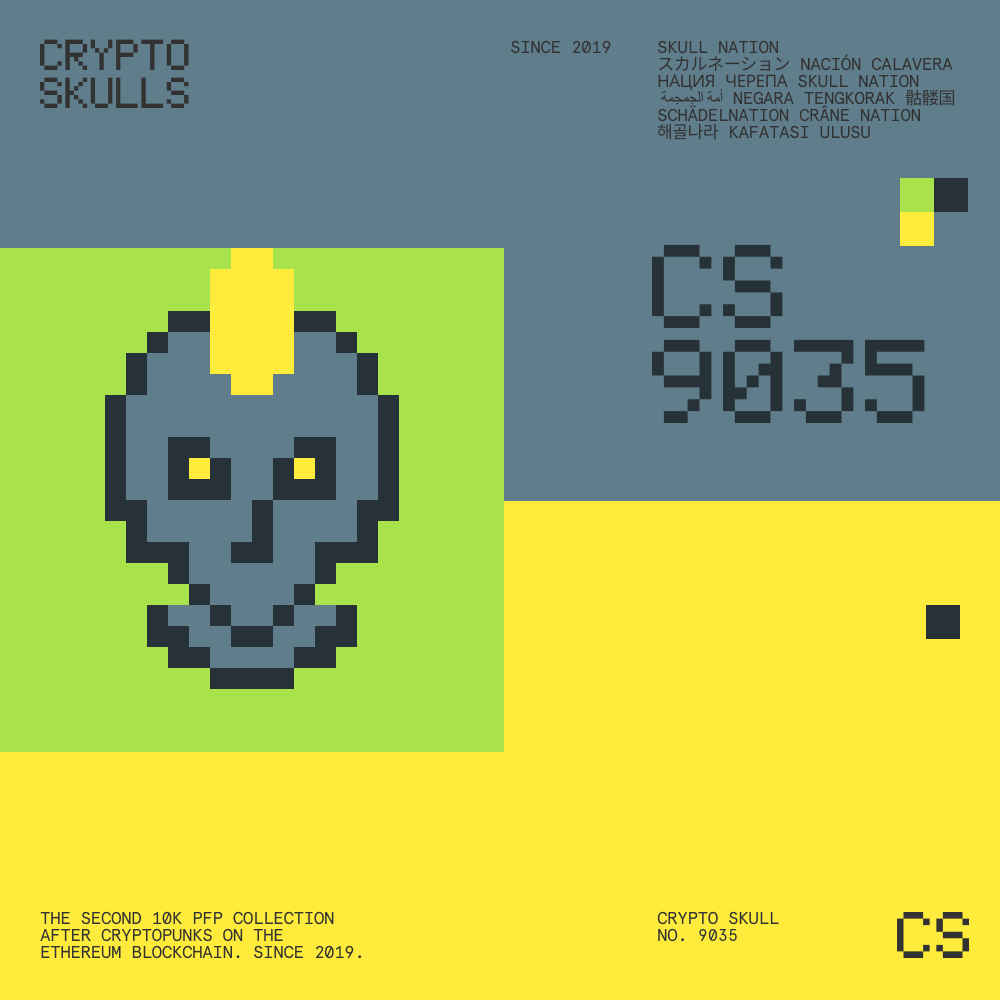 CRYPTO
SKULLS
SINCE 2019
SKULL NATION
スカルネーション NACIÓN CALAVERA
НАЦИЯ ЧЕРЕПА SKULL NATION
أمة الجمجمة NEGARA TENGKORAK 骷髅国
SCHÄDELNATION CRÂNE NATION
해골나라 KAFATASI ULUSU
CS
9035
THE SECOND 10K PFP COLLECTION
AFTER CRYPTOPUNKS ON THE
ETHEREUM BLOCKCHAIN. SINCE 2019.
CRYPTO SKULL
NO. 9035
CS